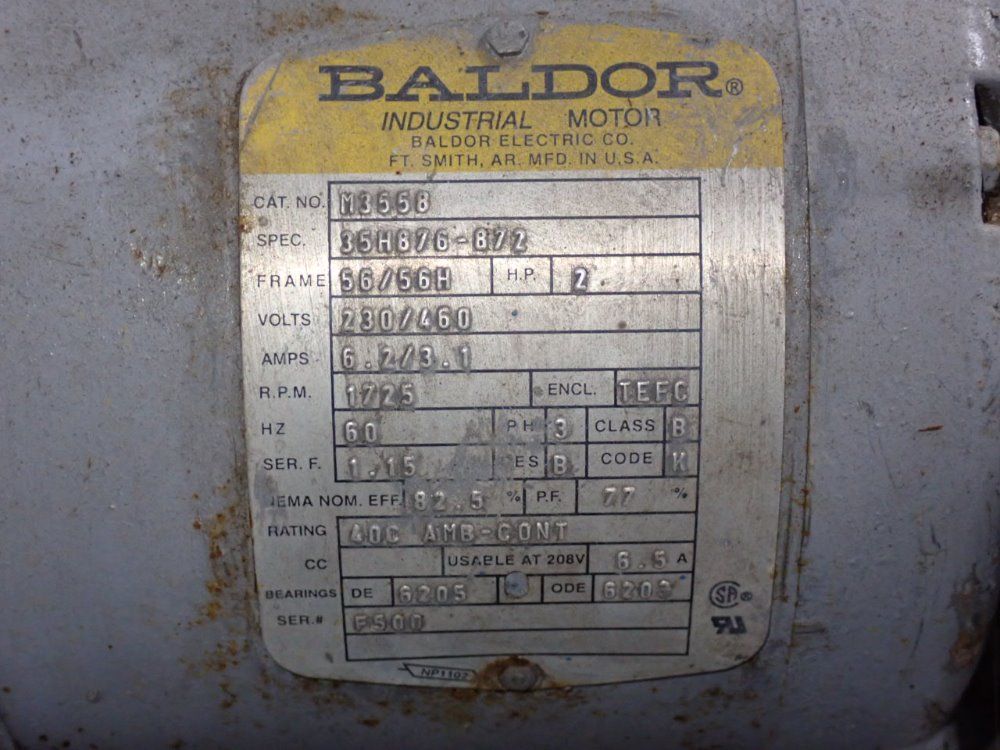 BALDOR®
INDUSTRIAL MOTOR
BALDOR ELECTRIC CO.
FT. SMITH, AR. MFD. IN U.S.A.
CAT. NO. M3558
SPEC. 35H876-872
FRAME 56/56H H.P. 2
VOLTS 230/460
AMPS 6.2/3.1
R.P.M. 1725 ENCL. TEFC
HZ 60 PH 3 CLASS B
SER. F. 1.15 ES B CODE K
EMA NOM. EFF. 82.5 % P.F. 77 %
RATING 40C AMB-CONT
CC USABLE AT 208V 6.5 A
BEARINGS DE 6205 ODE 6203
SER.# F500
NP1102